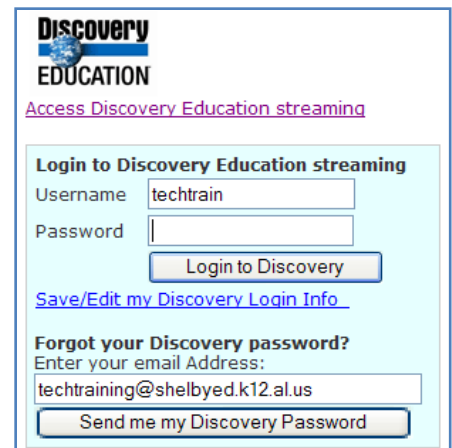 Discovery
EDUCATION
Access Discovery Education streaming
Login to Discovery Education streaming
Username techtrain
Password
Login to Discovery
Save/Edit my Discovery Login Info
Forgot your Discovery password?
Enter your email Address:
techtraining@shelbyed.k12.al.us
Send me my Discovery Password